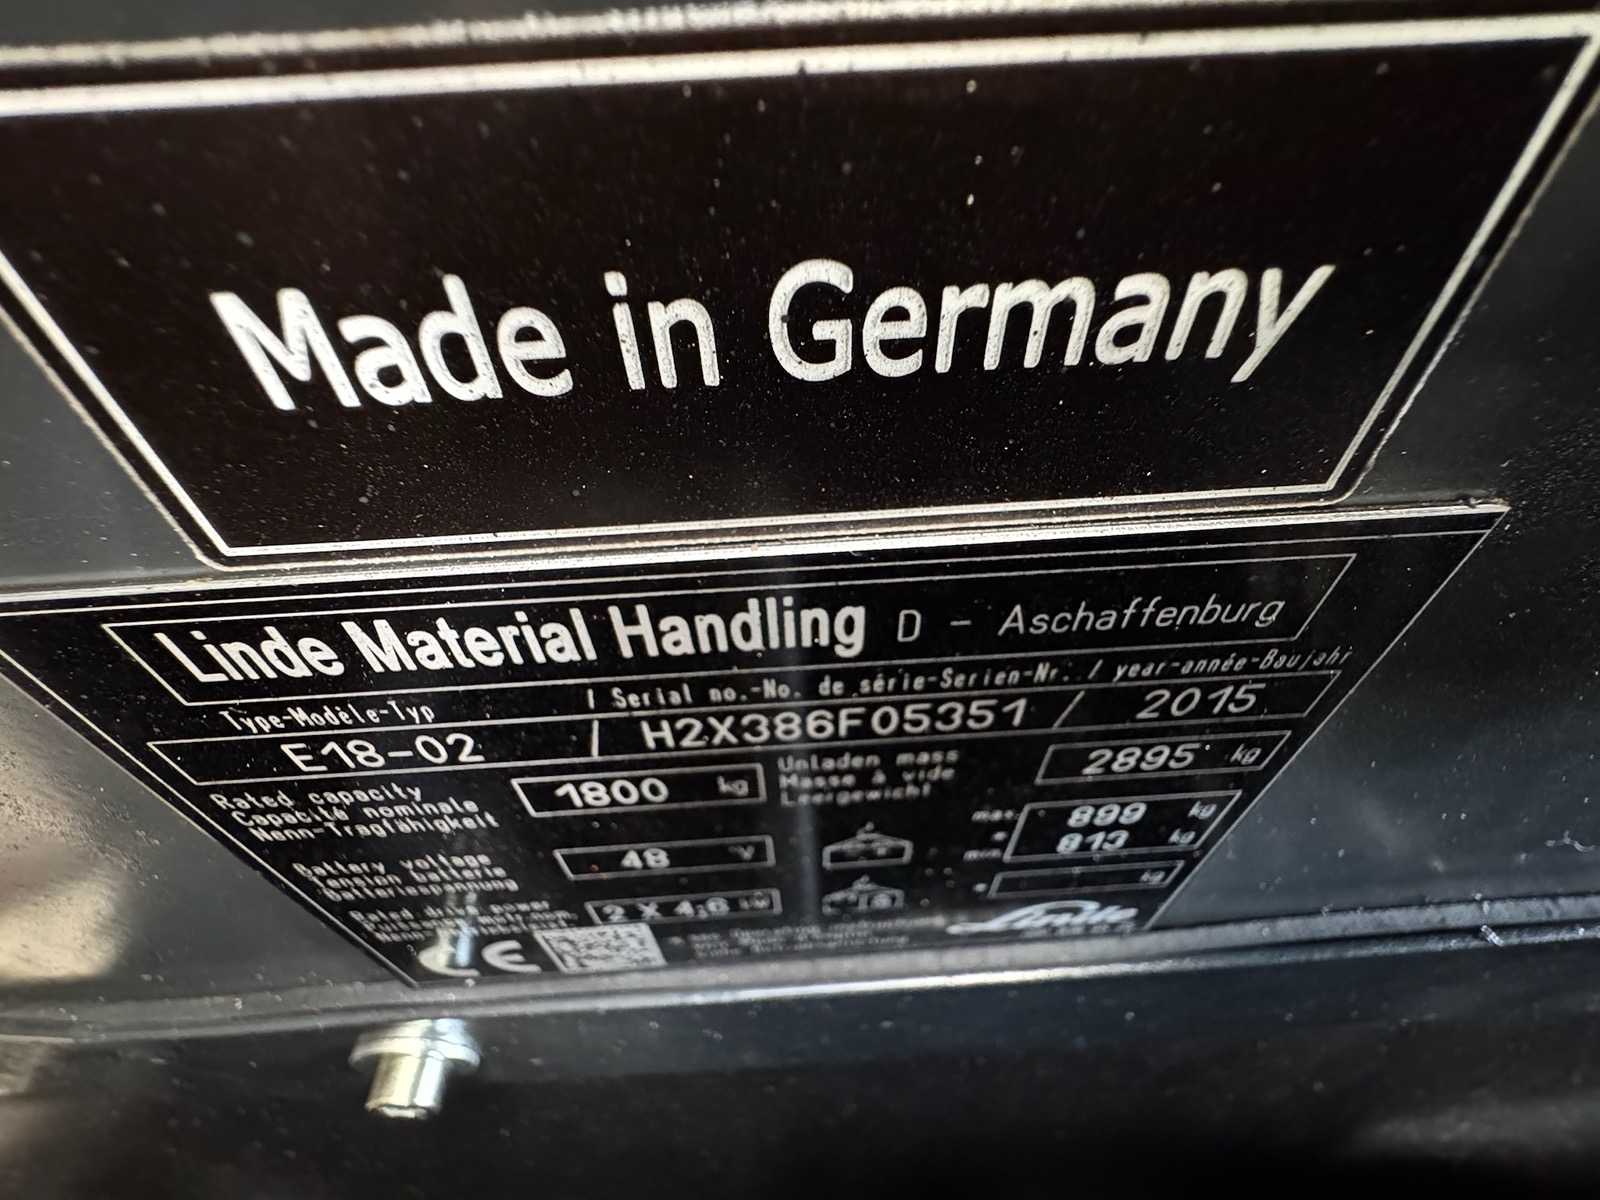 Made in Germany
Linde Material Handling D - Aschaffenburg
Type-Modèle-Typ / Serial no.-No. de série-Serien-Nr. / year-année-Baujahr
E18-02 / H2X386F05351 / 2015
Rated capacity
Capacité nominale
Nenn-Tragfähigkeit
1800 kg
Unladen mass
Masse à vide
Leergewicht
2895 kg
Battery voltage
Tension batterie
Batteriespannung
48 V
max. 899 kg
* min. 813 kg
Rated drive power
2 X 4,6 kW
* kg
CE
Linde